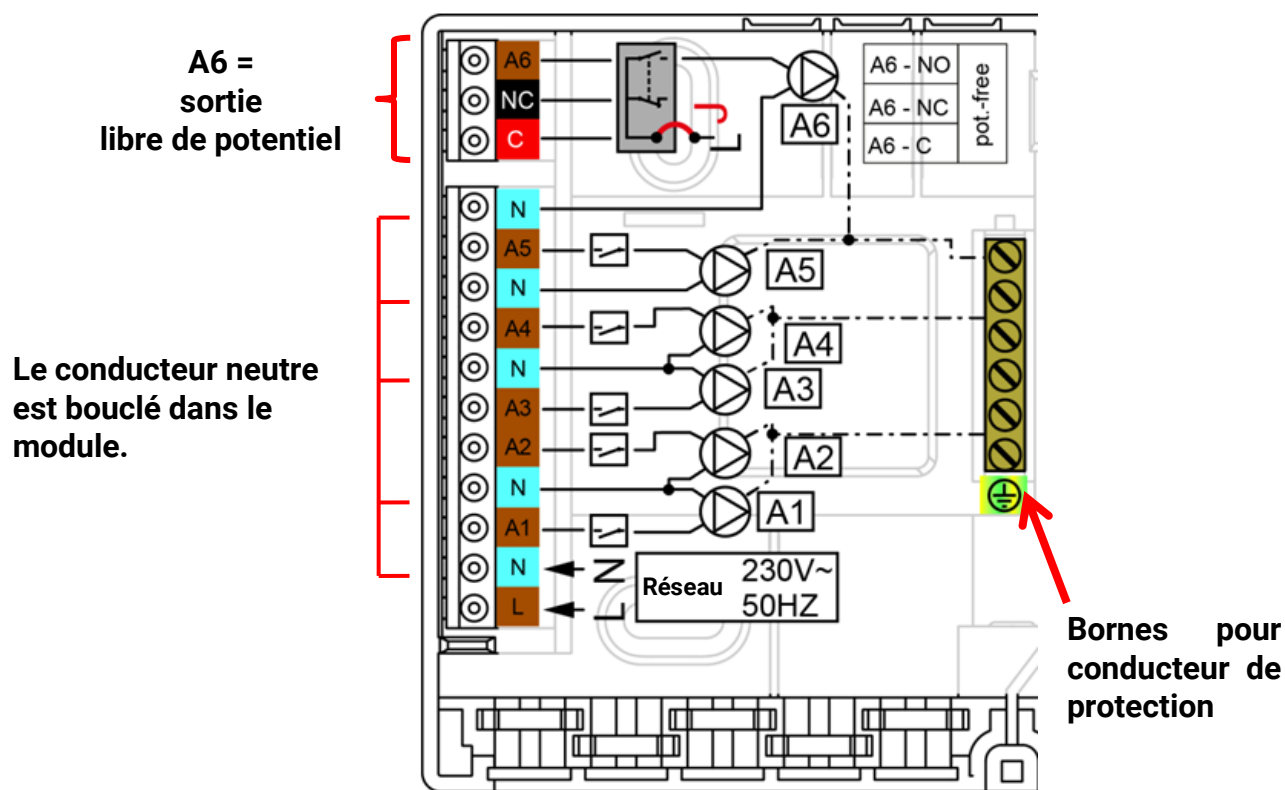 A6 =
sortie
libre de potentiel
A6
NC
C
J
L
A6
A6 - NO
A6 - NC
A6 - C
pot.-free
N
A5
N
A4
N
A3
A2
N
A1
N
L
A5
A4
A3
A2
A1
Le conducteur neutre
est bouclé dans le
module.
N
L
Réseau
230V~
50HZ
Bornes pour
conducteur de
protection